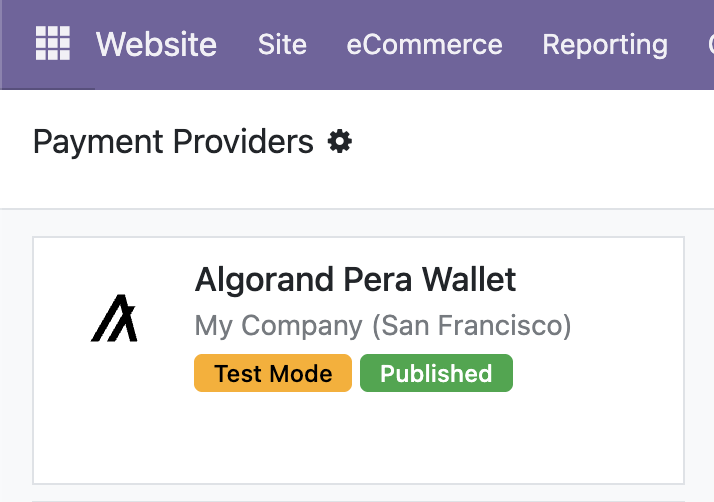 Website Site eCommerce Reporting
Payment Providers
Algorand Pera Wallet
My Company (San Francisco)
Test Mode Published